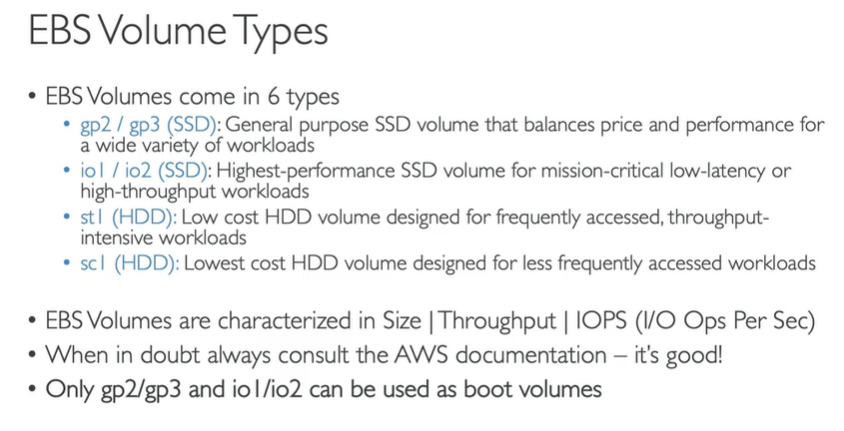 EBS Volume Types
• EBS Volumes come in 6 types
• gp2 / gp3 (SSD): General purpose SSD volume that balances price and performance for
a wide variety of workloads
• io1 / io2 (SSD): Highest-performance SSD volume for mission-critical low-latency or
high-throughput workloads
• st1 (HDD): Low cost HDD volume designed for frequently accessed, throughput-
intensive workloads
• sc1 (HDD): Lowest cost HDD volume designed for less frequently accessed workloads
• EBS Volumes are characterized in Size | Throughput | IOPS (I/O Ops Per Sec)
• When in doubt always consult the AWS documentation – it's good!
• Only gp2/gp3 and io1/io2 can be used as boot volumes